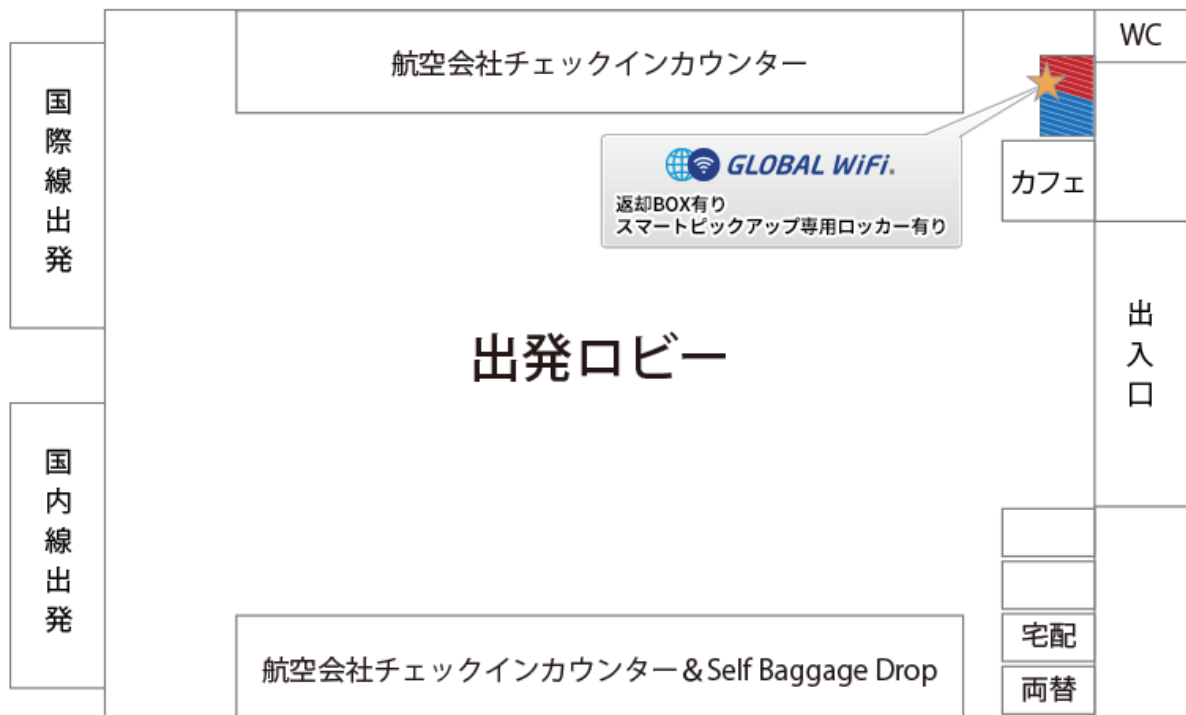 航空会社チェックインカウンター
WC
国際線出発
GLOBAL WiFi.
返却BOX有り
スマートピックアップ専用ロッカー有り
カフェ
出発ロビー
出入口
国内線出発
宅配
航空会社チェックインカウンター&Self Baggage Drop
両替